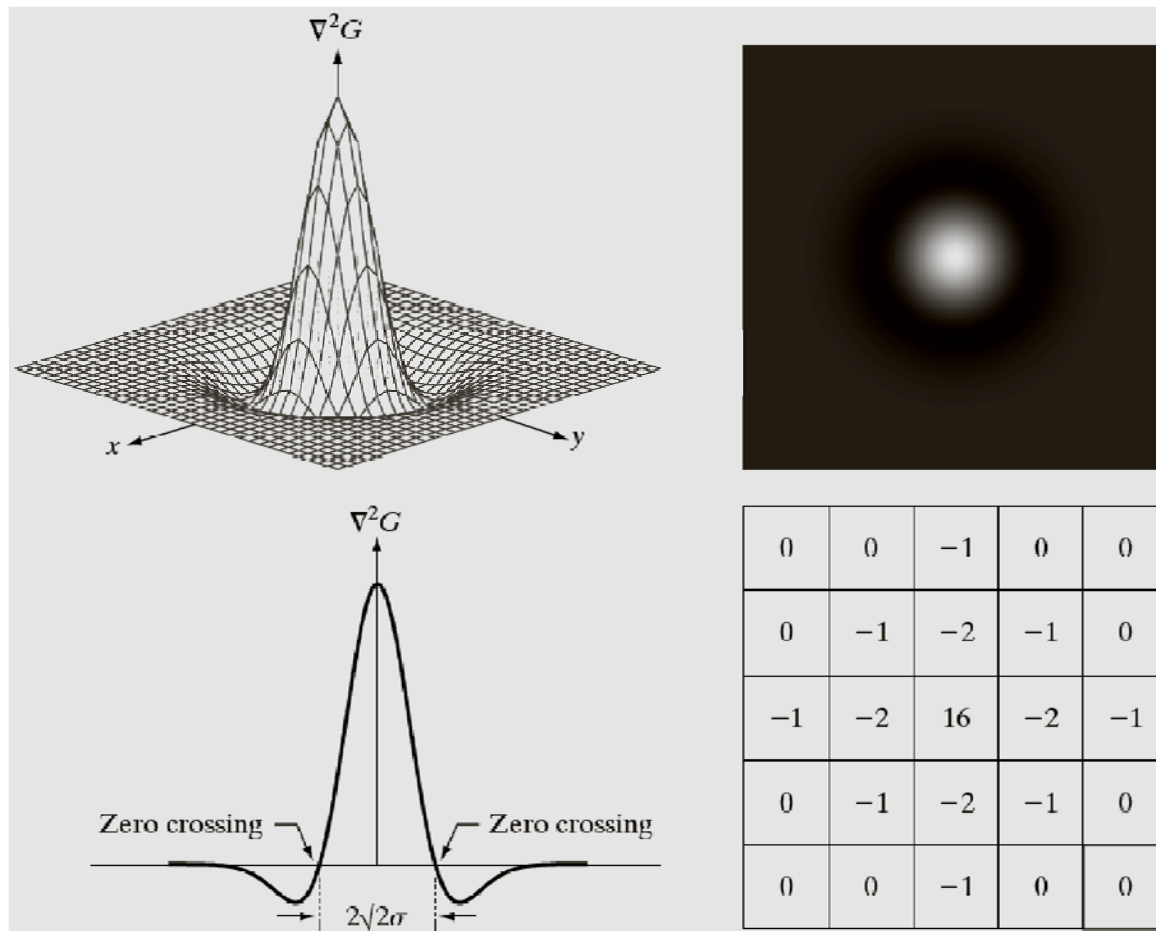 ∇²G
x
y
∇²G
Zero crossing
Zero crossing
2√2σ
0 0 −1 0 0
0 −1 −2 −1 0
−1 −2 16 −2 −1
0 −1 −2 −1 0
0 0 −1 0 0